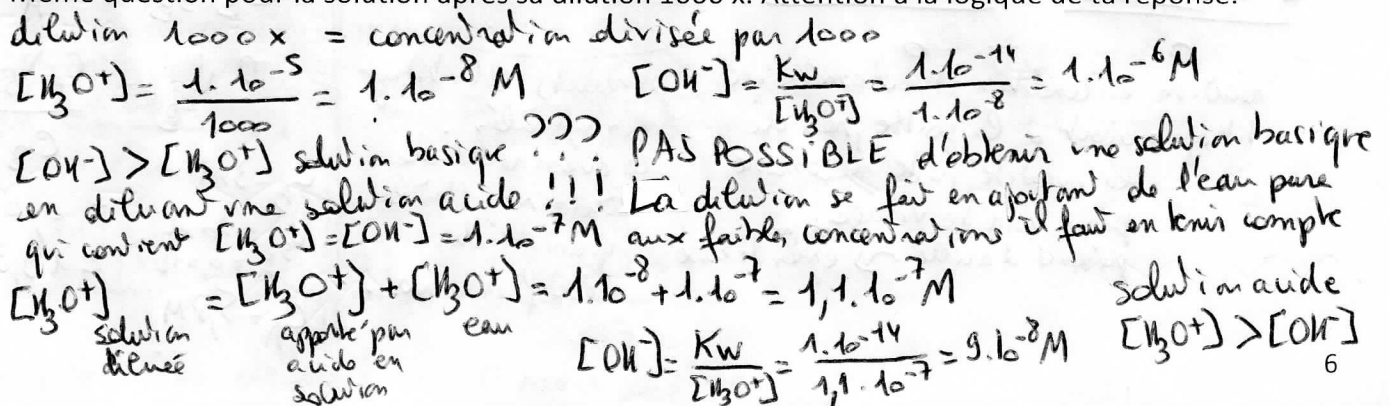 Même question pour la solution après sa dilution 1000 x. Attention à la logique de ta réponse.
dilution 1000 x = concentration divisée par 1000
[H3O+] = 1.10^-5 / 1000 = 1.10^-8 M [OH-] = Kw / [H3O+] = 1.10^-14 / 1.10^-8 = 1.10^-6 M
[OH-] > [H3O+] solution basique ??? PAS POSSIBLE d'obtenir une solution basique
en diluant une solution acide !!! La dilution se fait en ajoutant de l'eau pure
qui contient [H3O+] = [OH-] = 1.10^-7 M aux faibles concentrations il faut en tenir compte
[H3O+] solution diluée = [H3O+] apporté par acide en solution + [H3O+] eau = 1.10^-8 + 1.10^-7 = 1,1.10^-7 M solution acide
[OH-] = Kw / [H3O+] = 1.10^-14 / 1,1.10^-7 = 9.10^-8 M [H3O+] > [OH-]
6